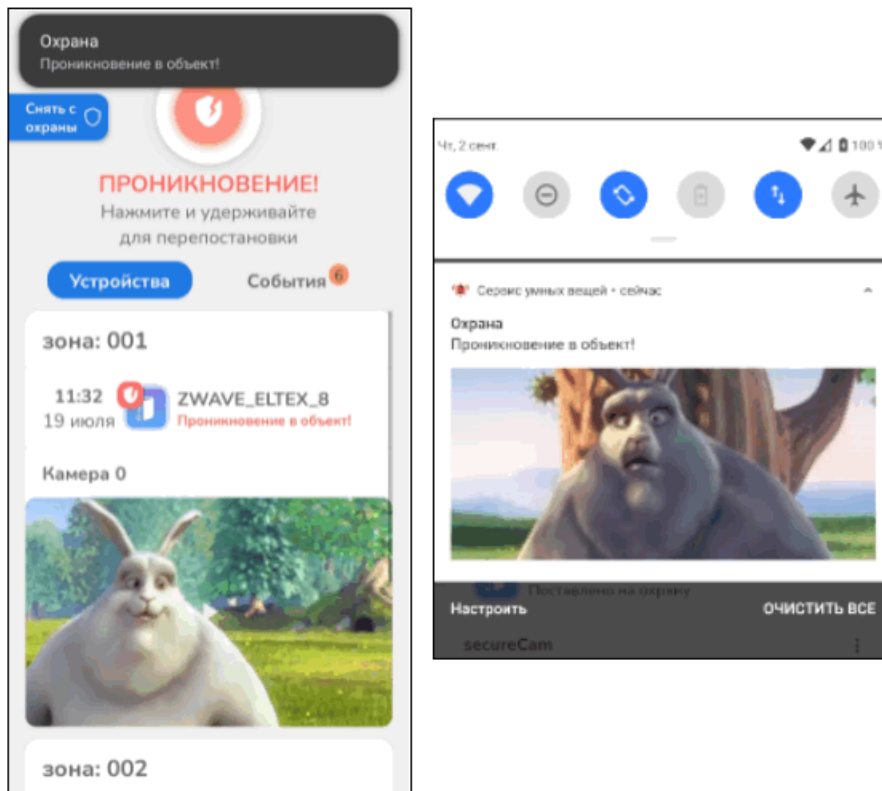 Охрана
Проникновение в объект!
Снять с
охраны
ПРОНИКНОВЕНИЕ!
Нажмите и удерживайте
для перепостановки
Устройства
События 6
зона: 001
11:32
19 июля
ZWAVE_ELTEX_8
Проникновение в объект!
Камера 0
зона: 002
Чт, 2 сент.
100 %
Сервис умных вещей • сейчас
Охрана
Проникновение в объект!
Поставлено на охрану
Настроить
ОЧИСТИТЬ ВСЕ
secureCam